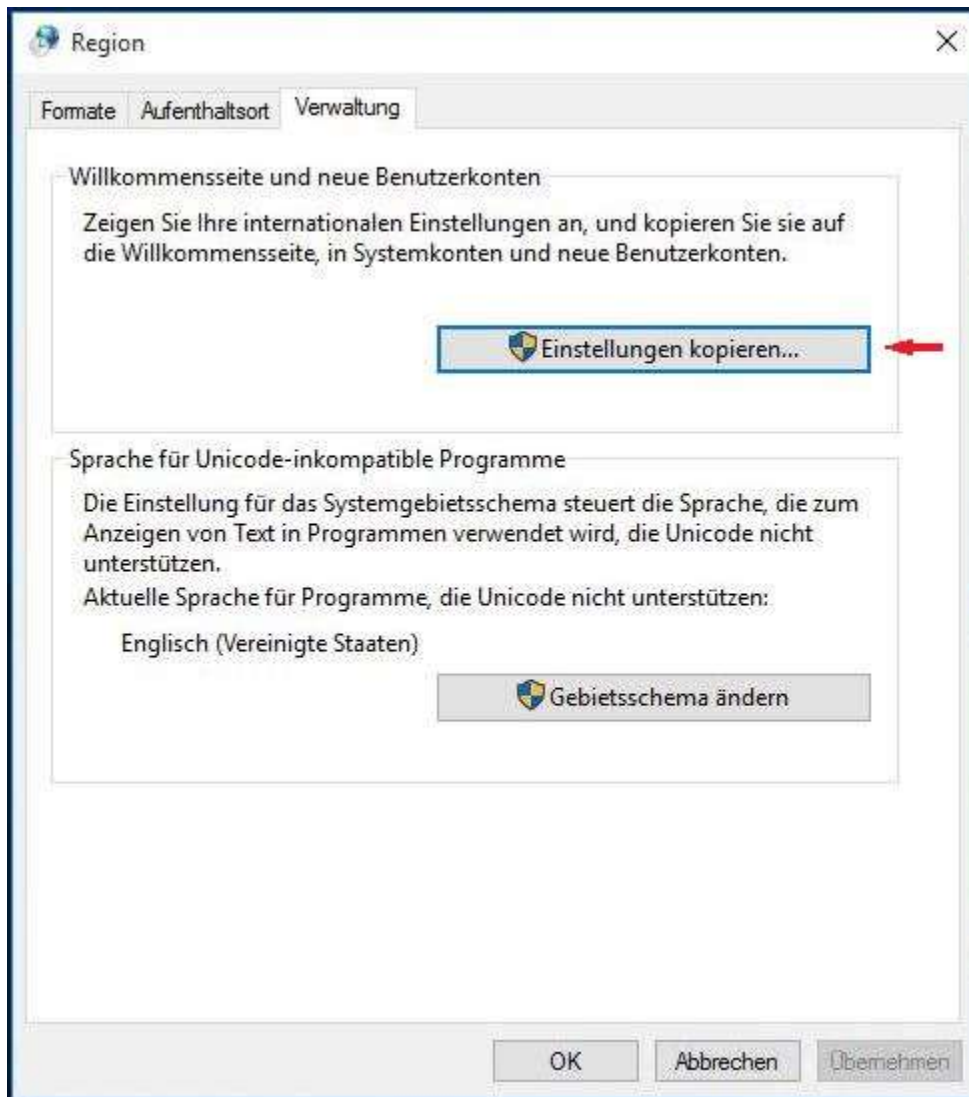 Region
Formate Aufenthaltsort Verwaltung
Willkommensseite und neue Benutzerkonten
Zeigen Sie Ihre internationalen Einstellungen an, und kopieren Sie sie auf
die Willkommensseite, in Systemkonten und neue Benutzerkonten.
Einstellungen kopieren...
Sprache für Unicode-inkompatible Programme
Die Einstellung für das Systemgebietsschema steuert die Sprache, die zum
Anzeigen von Text in Programmen verwendet wird, die Unicode nicht
unterstützen.
Aktuelle Sprache für Programme, die Unicode nicht unterstützen:
Englisch (Vereinigte Staaten)
Gebietsschema ändern
OK Abbrechen Übernehmen